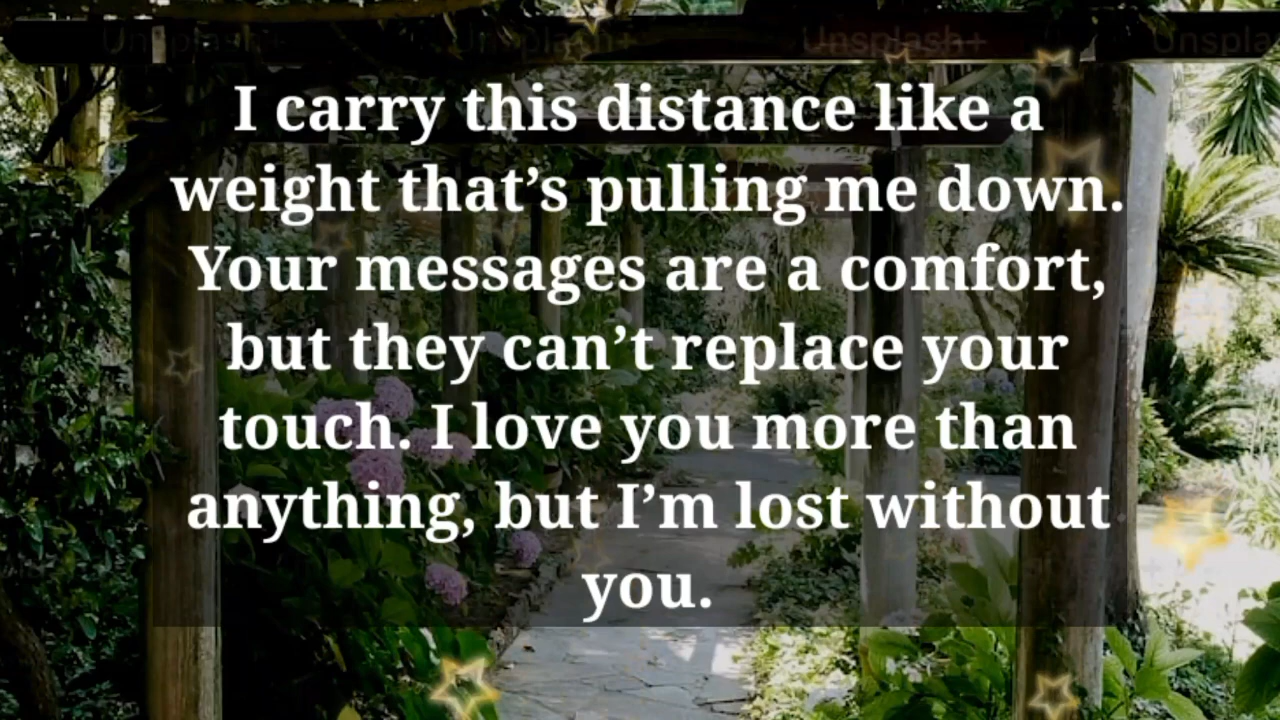 Unsplash+ Unsplash+ Unsplash+ Unspla
I carry this distance like a
weight that’s pulling me down.
Your messages are a comfort,
but they can’t replace your
touch. I love you more than
anything, but I’m lost without
you.